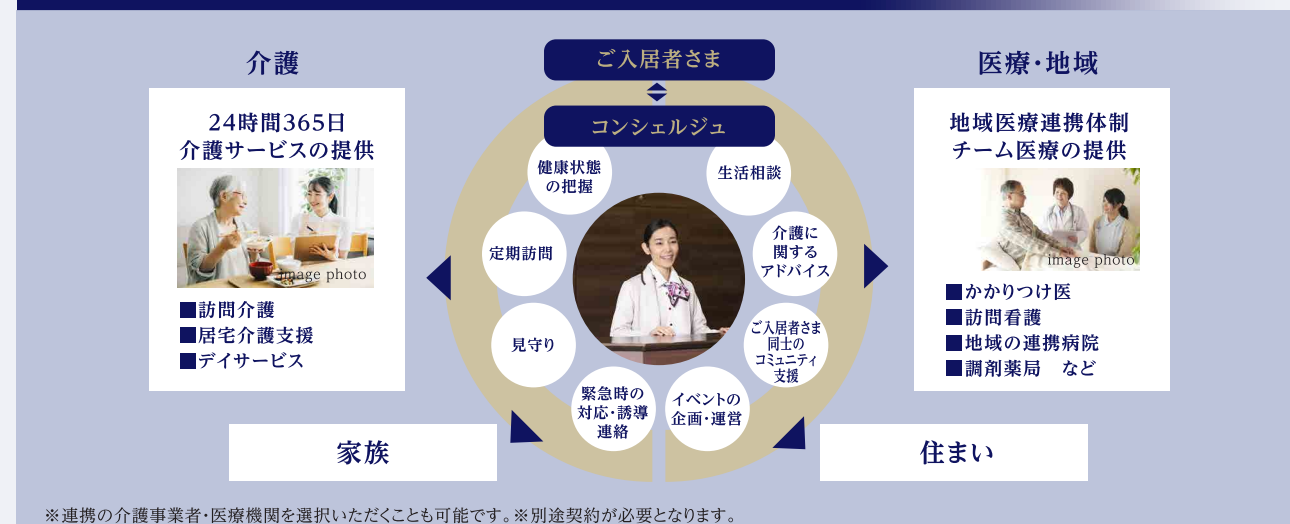 ご入居者さま
コンシェルジュ
介護
24時間365日
介護サービスの提供
image photo
■訪問介護
■居宅介護支援
■デイサービス
健康状態
の把握
定期訪問
見守り
緊急時の
対応・誘導
連絡
生活相談
介護に
関する
アドバイス
ご入居者さま
同士の
コミュニティ
支援
イベントの
企画・運営
医療・地域
地域医療連携体制
チーム医療の提供
image photo
■かかりつけ医
■訪問看護
■地域の連携病院
■調剤薬局　など
家族
住まい
※連携の介護事業者・医療機関を選択いただくことも可能です。※別途契約が必要となります。